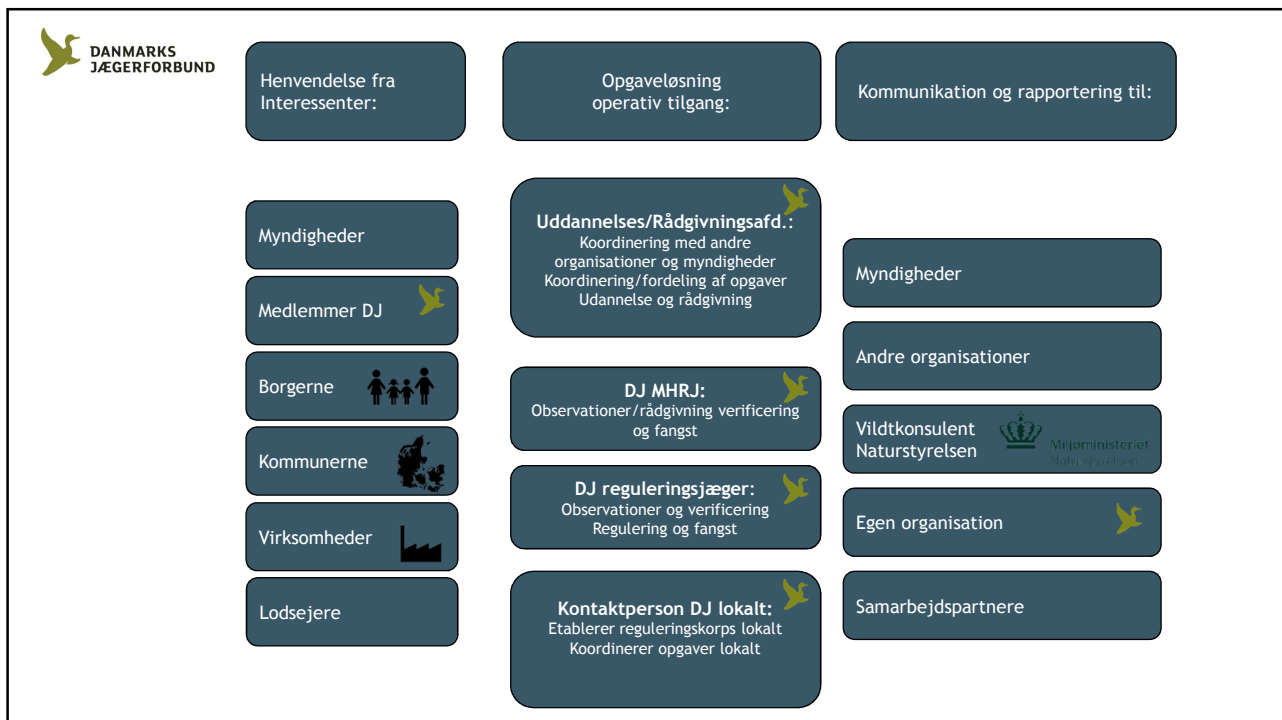 DANMARKS
JÆGERFORBUND
Henvendelse fra
Interessenter:
Myndigheder
Medlemmer DJ
Borgerne
Kommunerne
Virksomheder
Lodsejere
Opgaveløsning
operativ tilgang:
Uddannelses/Rådgivningsafd.:
Koordinering med andre
organisationer og myndigheder
Koordinering/fordeling af opgaver
Udannelse og rådgivning
DJ MHRJ:
Observationer/rådgivning verificering
og fangst
DJ reguleringsjæger:
Observationer og verificering
Regulering og fangst
Kontaktperson DJ lokalt:
Etablerer reguleringskorps lokalt
Koordinerer opgaver lokalt
Kommunikation og rapportering til:
Myndigheder
Andre organisationer
Vildtkonsulent
Naturstyrelsen
Miljøministeriet
Naturstyrelsen
Egen organisation
Samarbejdspartnere